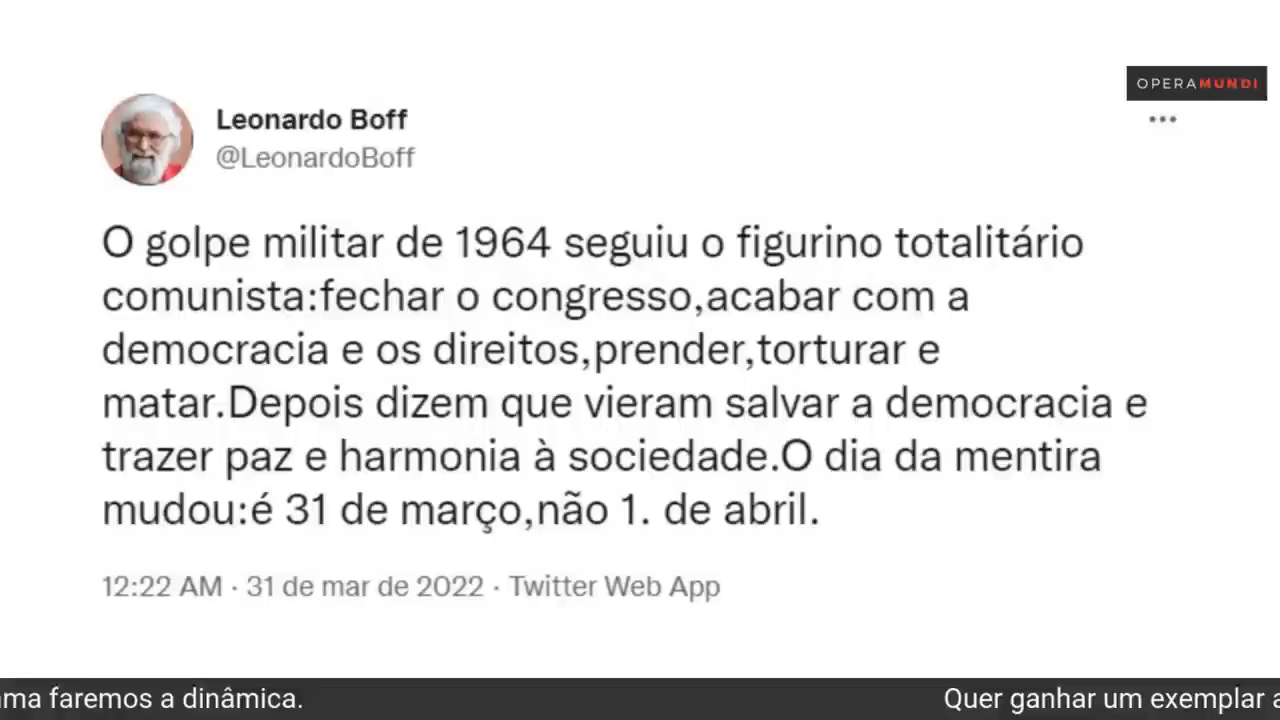 OPERAMUNDI
Leonardo Boff
@LeonardoBoff
O golpe militar de 1964 seguiu o figurino totalitário
comunista:fechar o congresso,acabar com a
democracia e os direitos,prender,torturar e
matar.Depois dizem que vieram salvar a democracia e
trazer paz e harmonia à sociedade.O dia da mentira
mudou:é 31 de março,não 1. de abril.
12:22 AM · 31 de mar de 2022 · Twitter Web App
faremos a dinâmica. Quer ganhar um exemplar